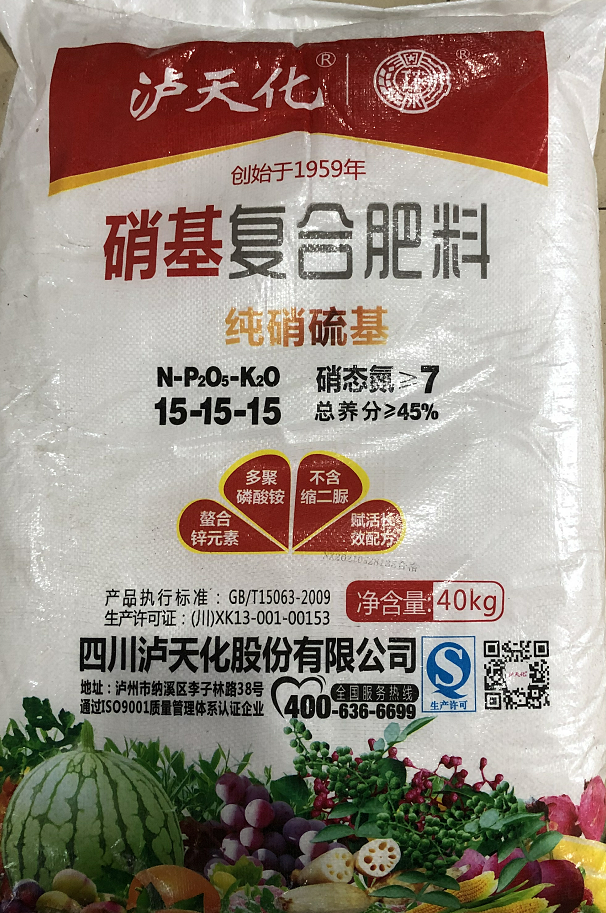 泸天化®
®
创始于1959年
硝基复合肥料
纯硝硫基
N-P₂O₅-K₂O 硝态氮≥7
15-15-15 总养分≥45%
多聚
磷酸铵
不含
缩二脲
螯合
锌元素
赋活长
效配方
产品执行标准：GB/T15063-2009
生产许可证：(川)XK13-001-00153
净含量:40kg
四川泸天化股份有限公司
地址：泸州市纳溪区李子林路38号
通过ISO9001质量管理体系认证企业
全国服务热线
400-636-6699
生产许可
泸天化